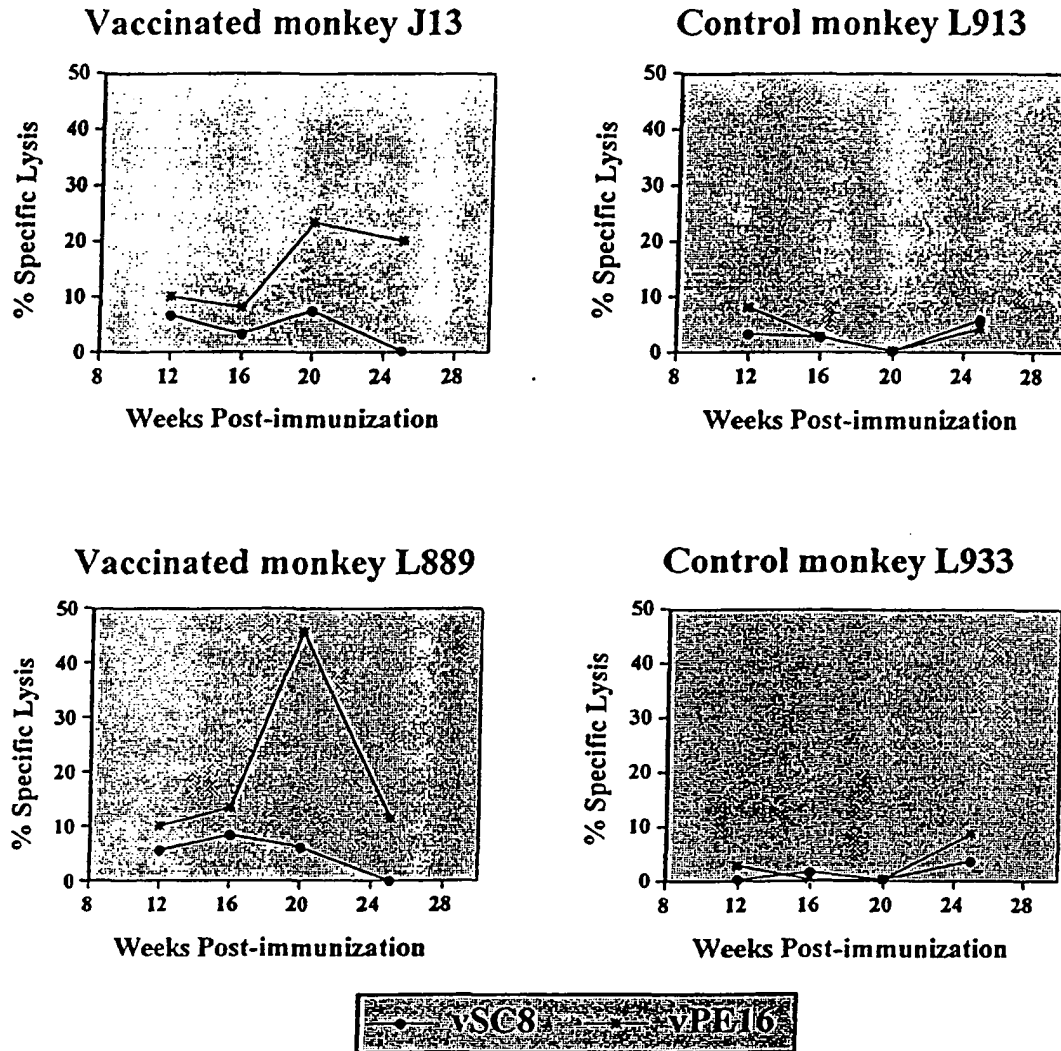 Vaccinated monkey J13
% Specific Lysis
50
40
30
20
10
0
8 12 16 20 24 28
Weeks Post-immunization
Control monkey L913
% Specific Lysis
50
40
30
20
10
0
8 12 16 20 24 28
Weeks Post-immunization
Vaccinated monkey L889
% Specific Lysis
50
40
30
20
10
0
8 12 16 20 24 28
Weeks Post-immunization
Control monkey L933
% Specific Lysis
50
40
30
20
10
0
8 12 16 20 24 28
Weeks Post-immunization
vSC8 vPE16